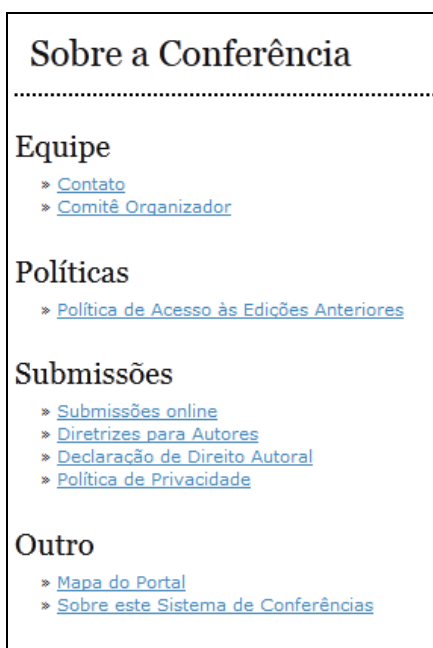 Sobre a Conferência
Equipe
» Contato
» Comitê Organizador
Políticas
» Política de Acesso às Edições Anteriores
Submissões
» Submissões online
» Diretrizes para Autores
» Declaração de Direito Autoral
» Política de Privacidade
Outro
» Mapa do Portal
» Sobre este Sistema de Conferências